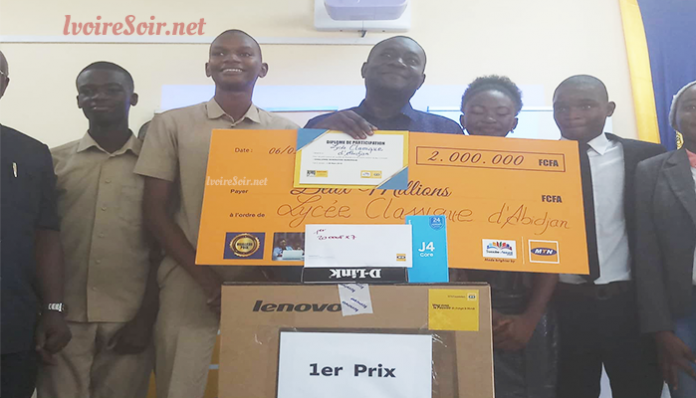 IvoireSoir.net
DIPLOME DE PARTICIPATION
Lycée Classique
d'Abidjan
Date : 06/0
2.000.000 FCFA
IvoireSoir.net
Payer Deux Millions FCFA
à l'ordre de Lycée Classique d'Abidjan
MTN
24
J4
core
D-Link
lenovo
1er Prix